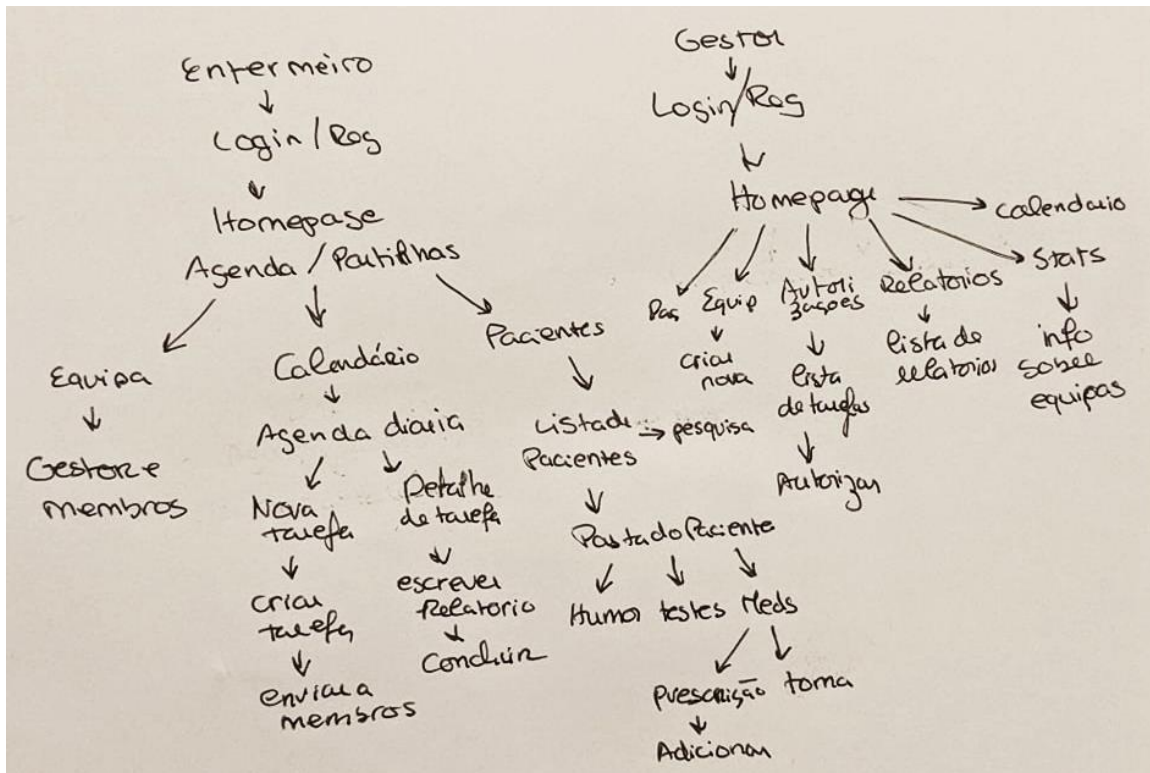 Enfermeiro
Login/Reg
Homepage
Agenda/Partilhas
Equipa
Gestor e
membros
Calendário
Agenda diaria
Nova
tarefa
criar
tarefa
enviar a
membros
Detalhe
de tarefa
escrever
Relatorio
Concluir
Pacientes
Lista de
Pacientes
pesquisa
Pasta do Paciente
Humor testes Meds
prescrição toma
Adicionar
Gestor
Login/Reg
Homepage
Pac
Equip
criar
nova
Autori
zações
lista
de tarefas
Autorizar
Relatorios
lista de
relatorios
Stats
info
sobre
equipas
calendario